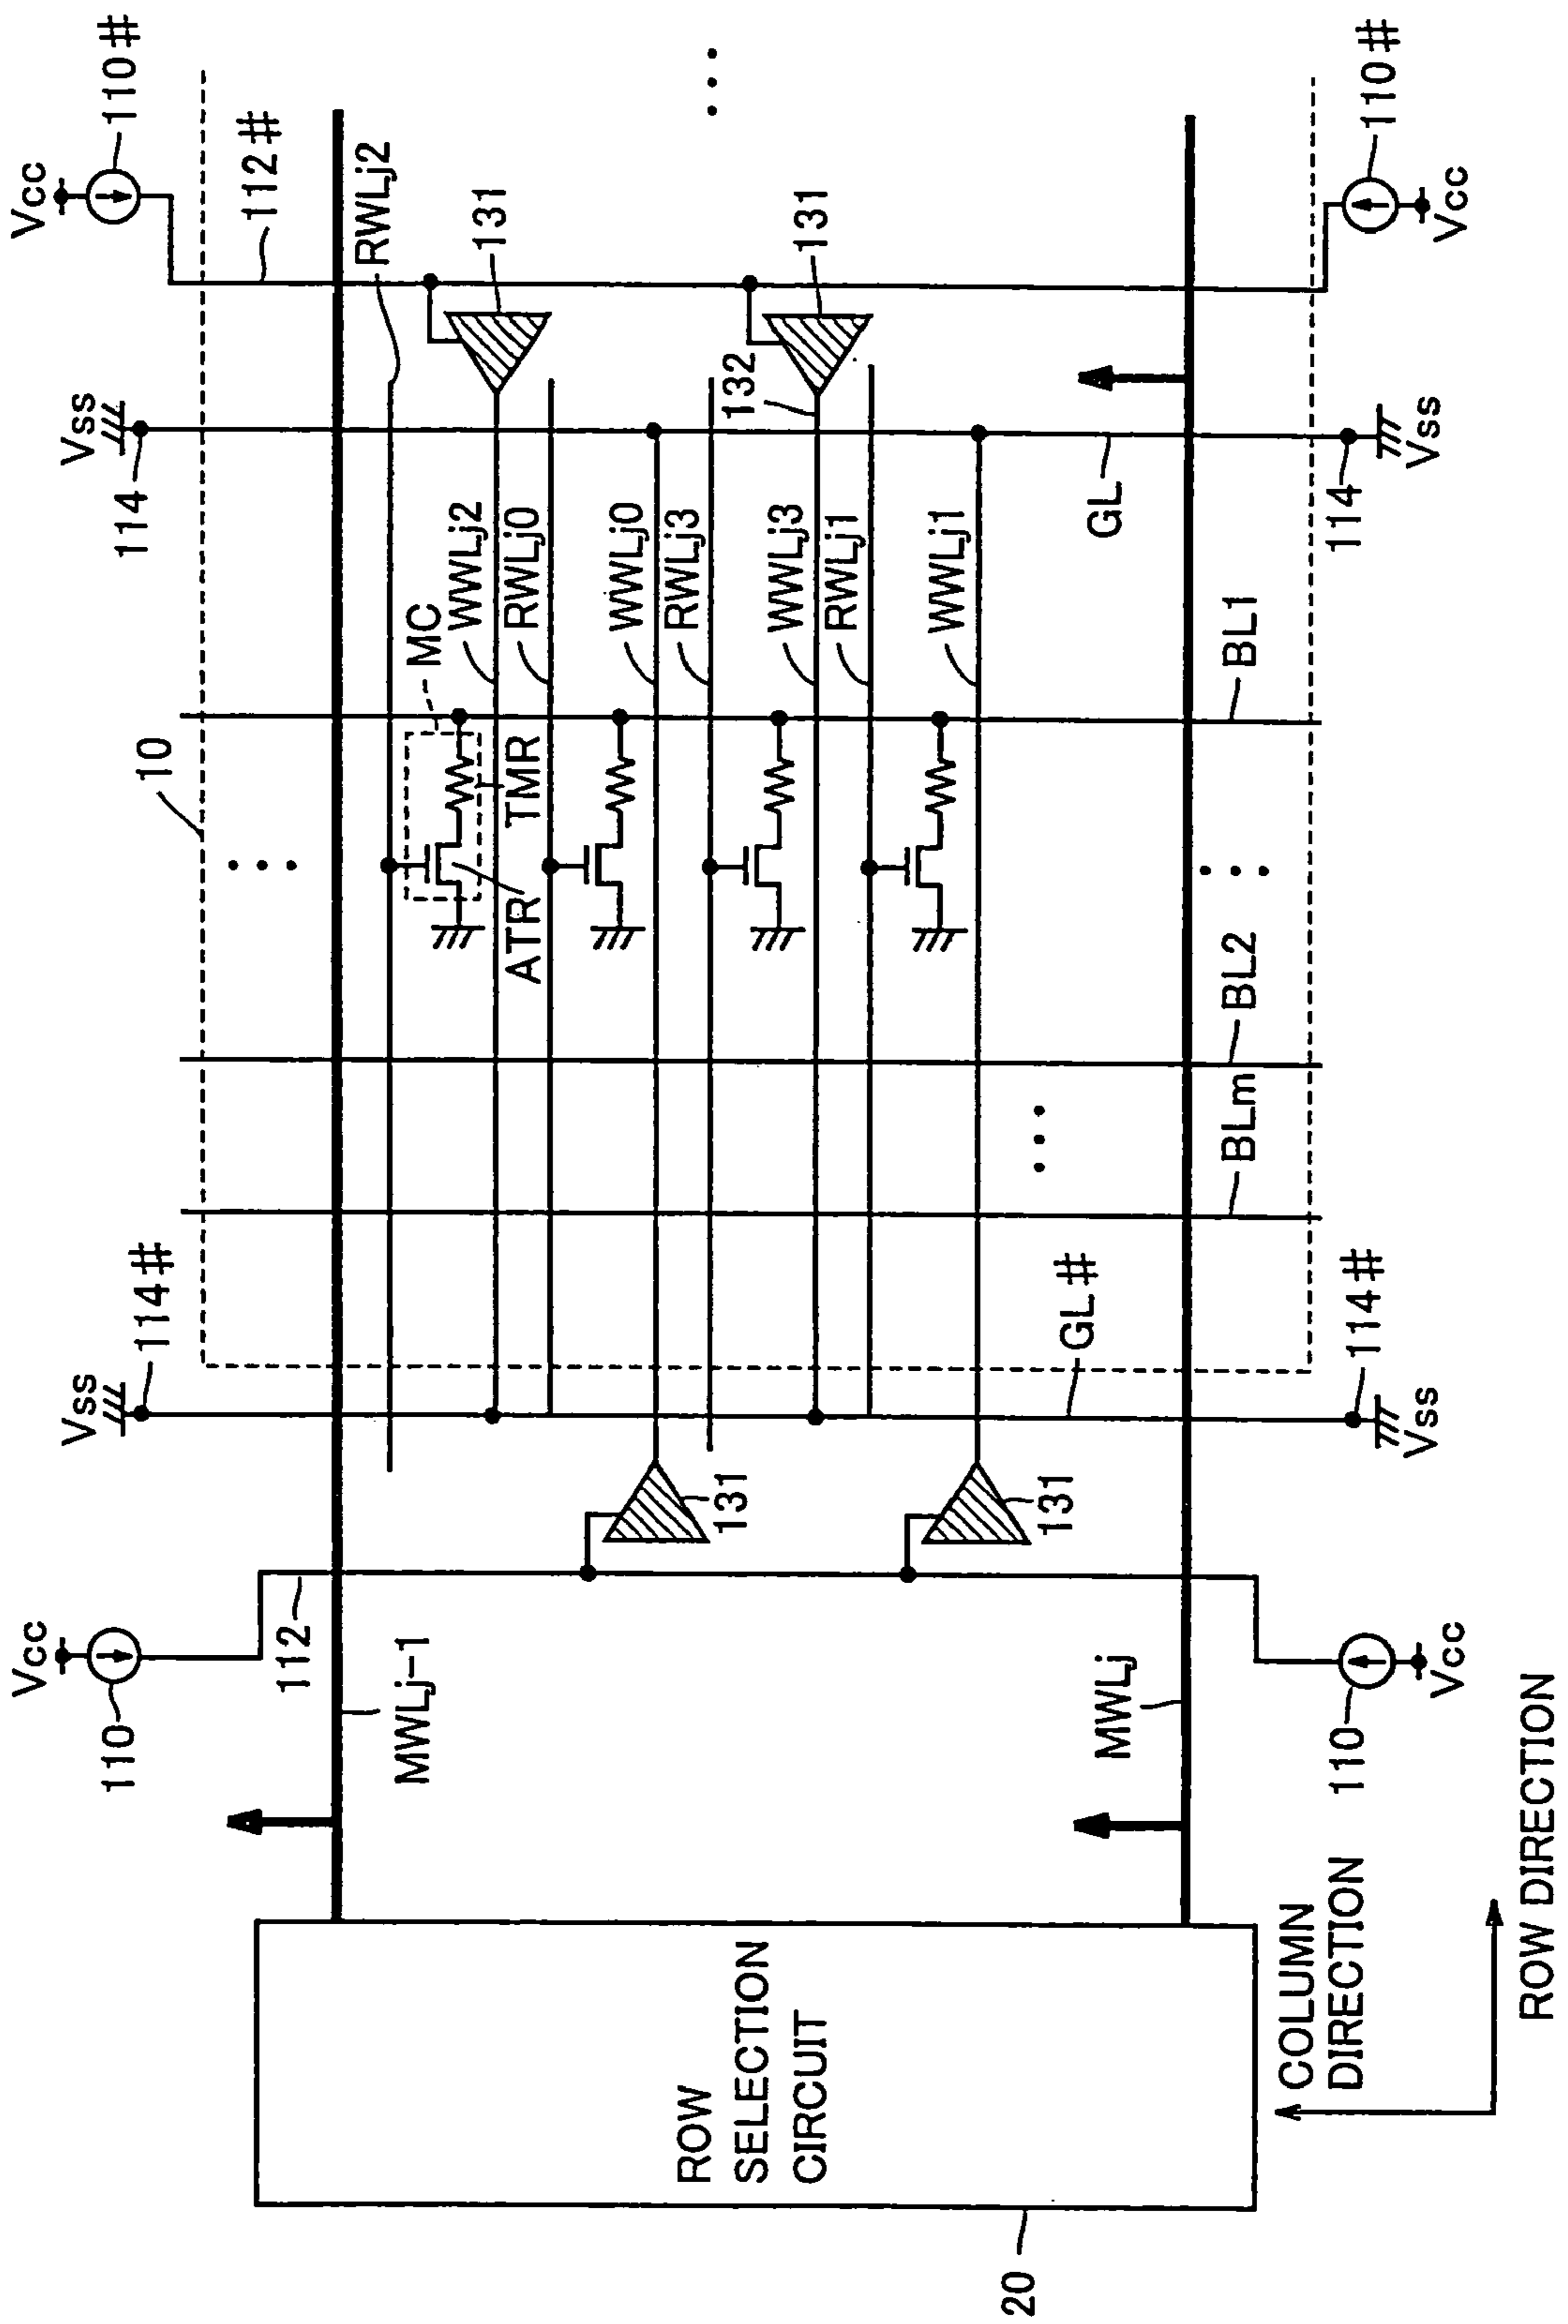 Vcc
110#
112#
RWLj2
131
131
132
110#
Vcc
Vss
114
MC
WWLj2
RWLj0
WWLj0
RWLj3
WWLj3
RWLj1
WWLj1
GL
114
Vss
10
TMR
ATR
BL1
BL2
BLm
Vss
114#
GL#
114#
Vss
131
131
Vcc
110
112
MWLj-1
MWLj
110
Vcc
ROW
SELECTION
CIRCUIT
20
COLUMN
DIRECTION
ROW DIRECTION